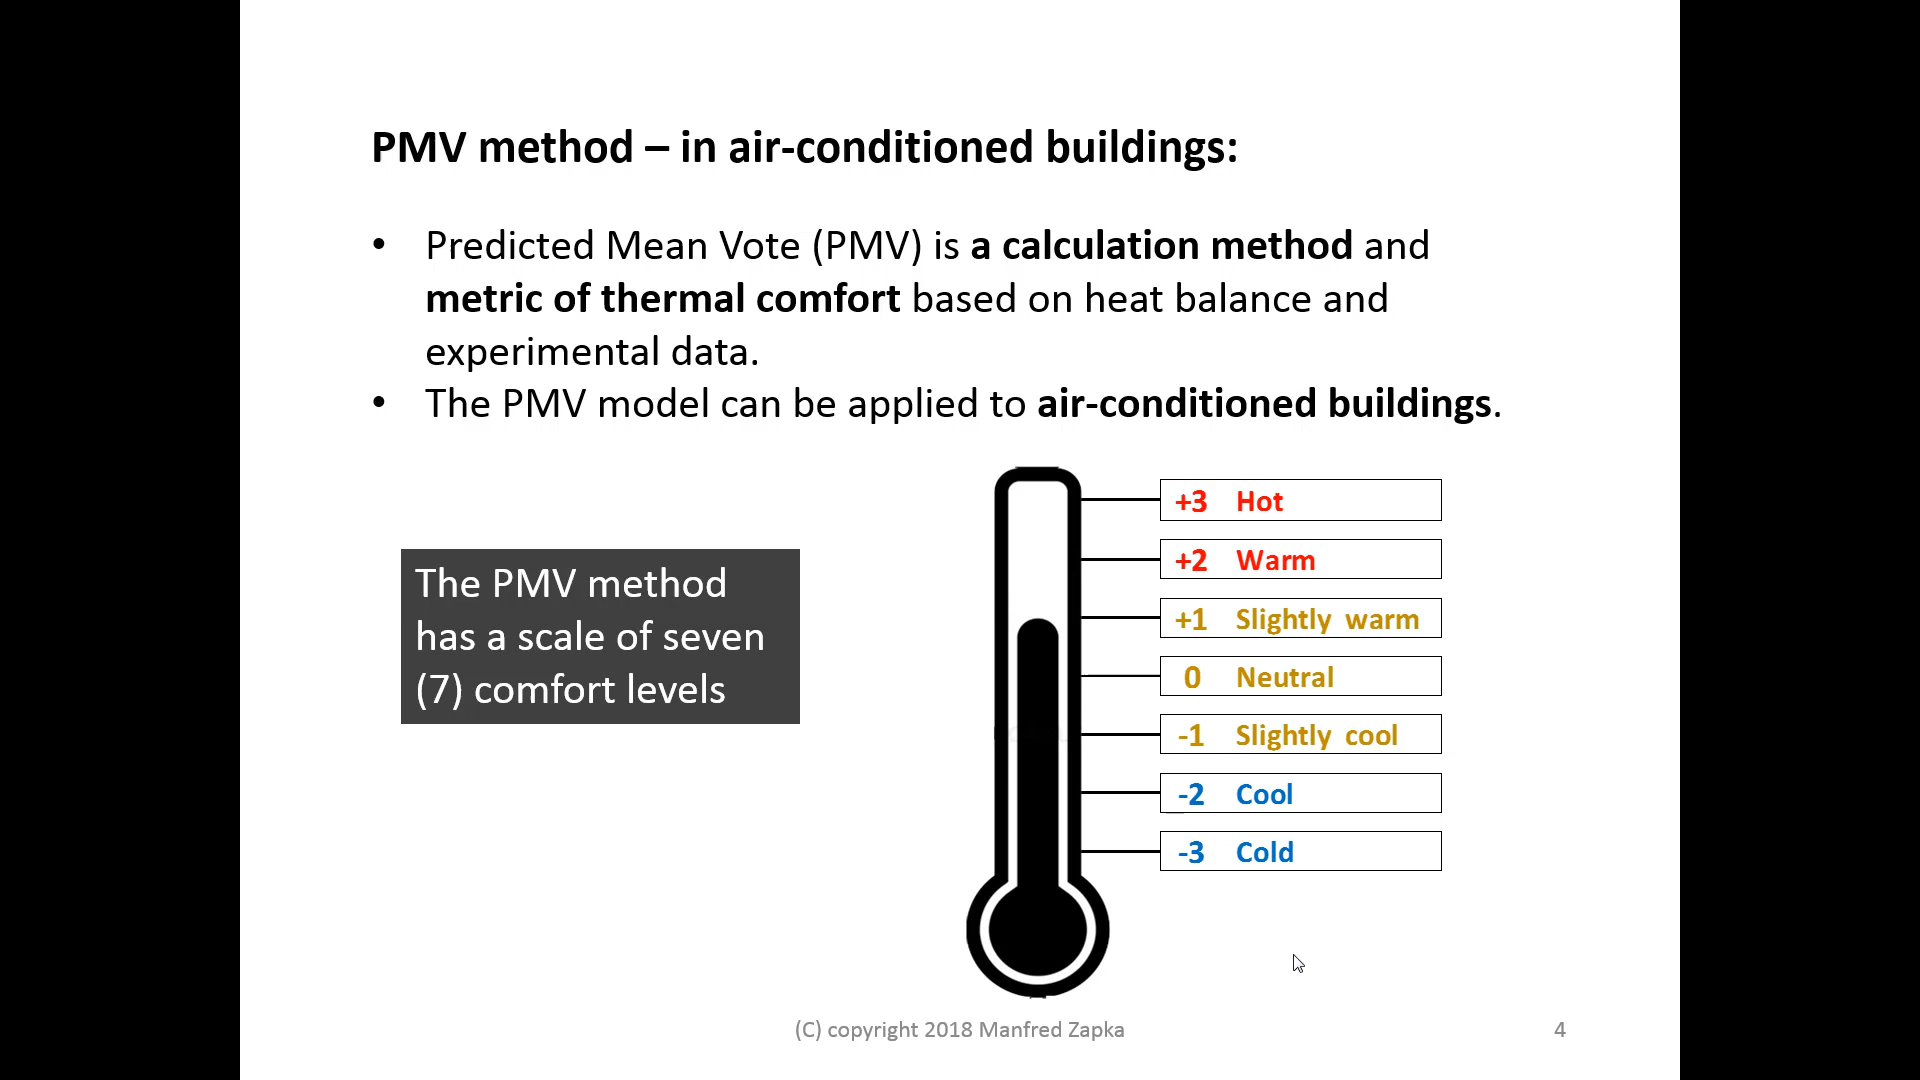 PMV method – in air-conditioned buildings:
• Predicted Mean Vote (PMV) is a calculation method and
metric of thermal comfort based on heat balance and
experimental data.
• The PMV model can be applied to air-conditioned buildings.
The PMV method
has a scale of seven
(7) comfort levels
+3 Hot
+2 Warm
+1 Slightly warm
0 Neutral
-1 Slightly cool
-2 Cool
-3 Cold
(C) copyright 2018 Manfred Zapka
4